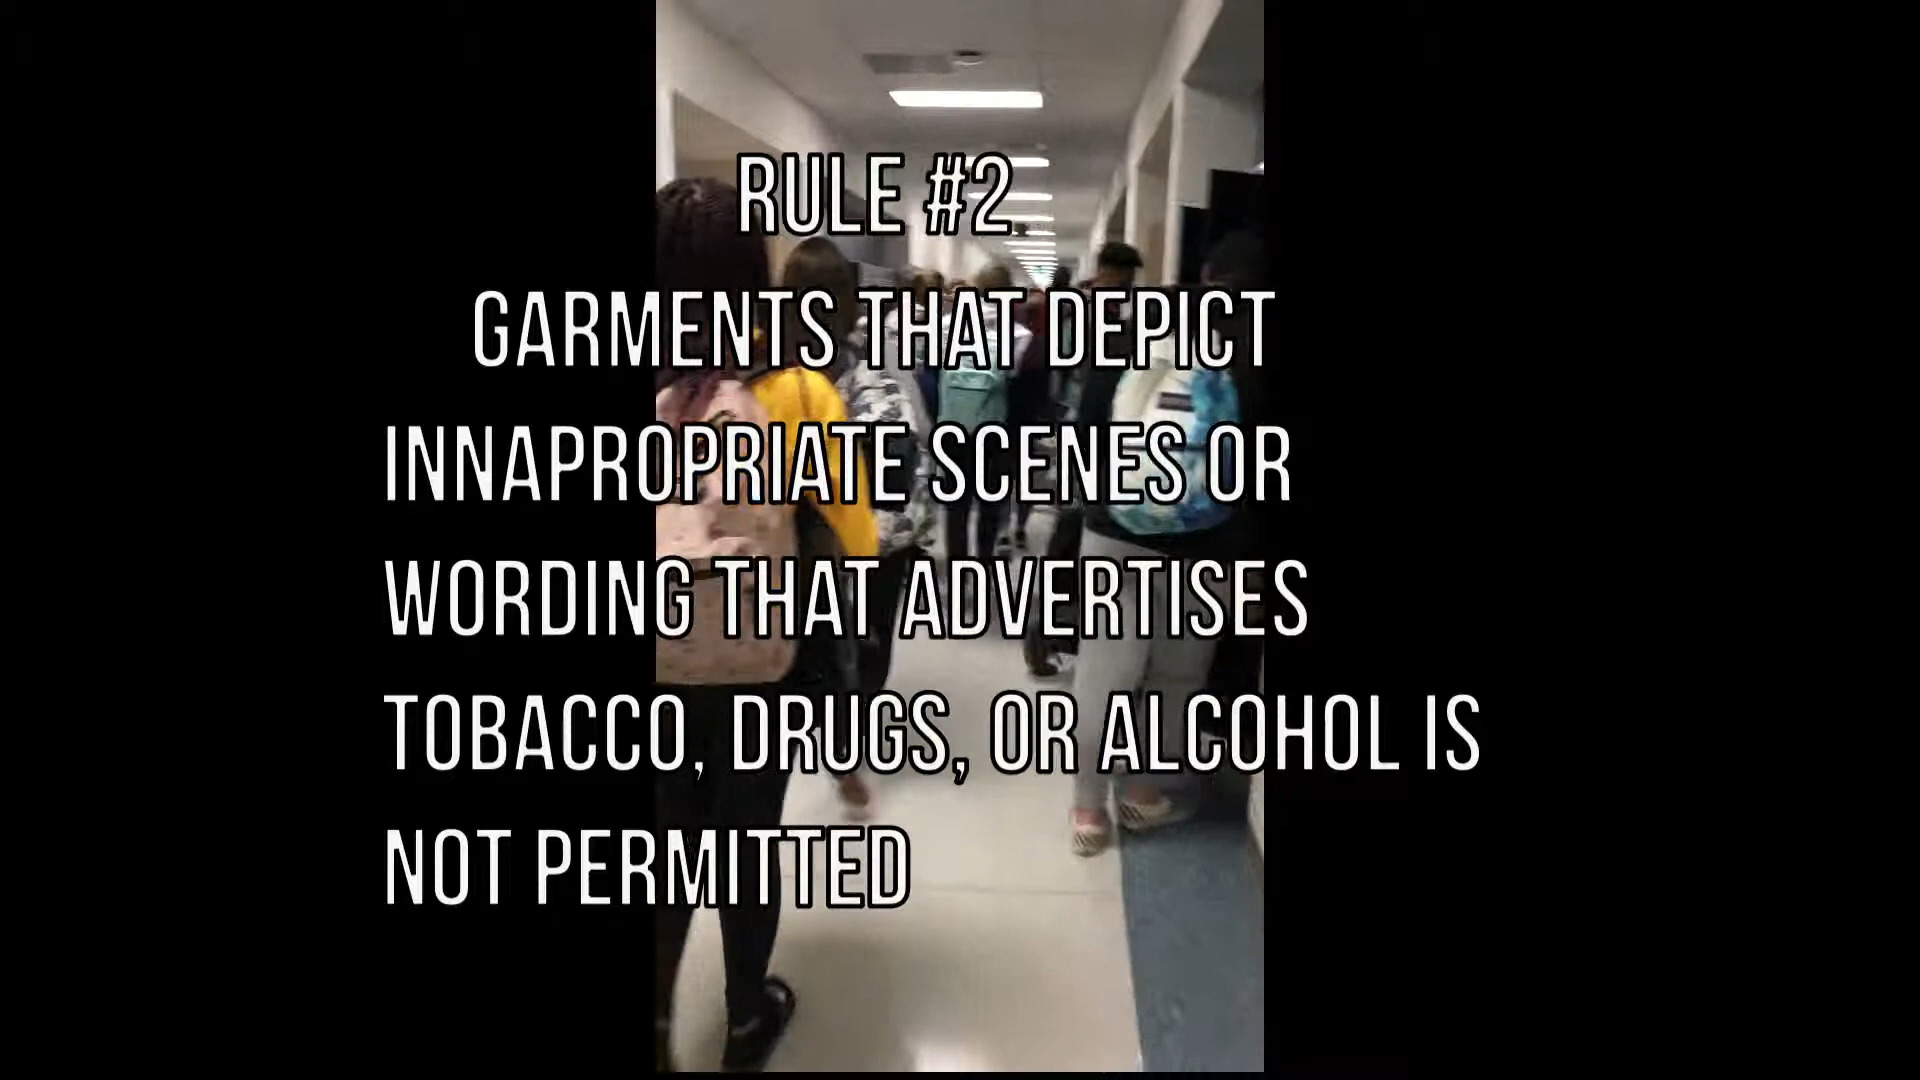 RULE #2
GARMENTS THAT DEPICT
INNAPROPRIATE SCENES OR
WORDING THAT ADVERTISES
TOBACCO, DRUGS, OR ALCOHOL IS
NOT PERMITTED